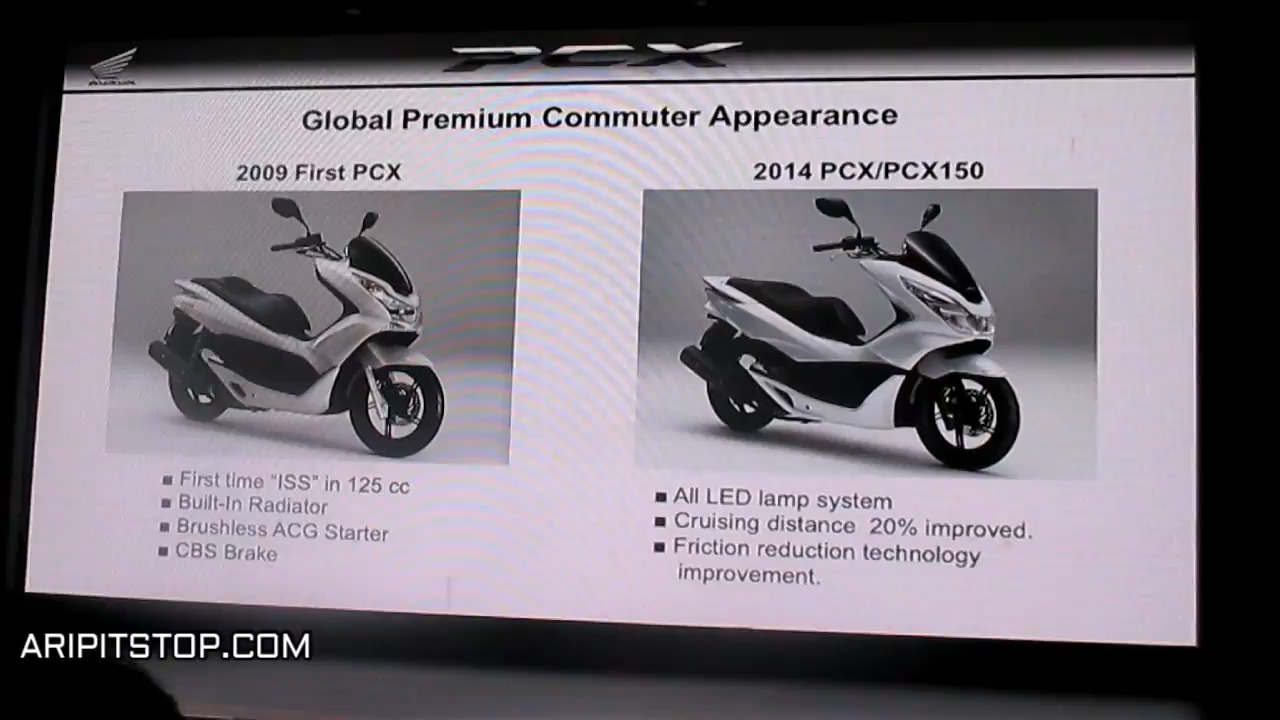 PCX
Global Premium Commuter Appearance
2009 First PCX
2014 PCX/PCX150
■ First time "ISS" in 125 cc
■ Built-In Radiator
■ Brushless ACG Starter
■ CBS Brake
■ All LED lamp system
■ Cruising distance 20% improved.
■ Friction reduction technology
improvement.
ARIPITSTOP.COM